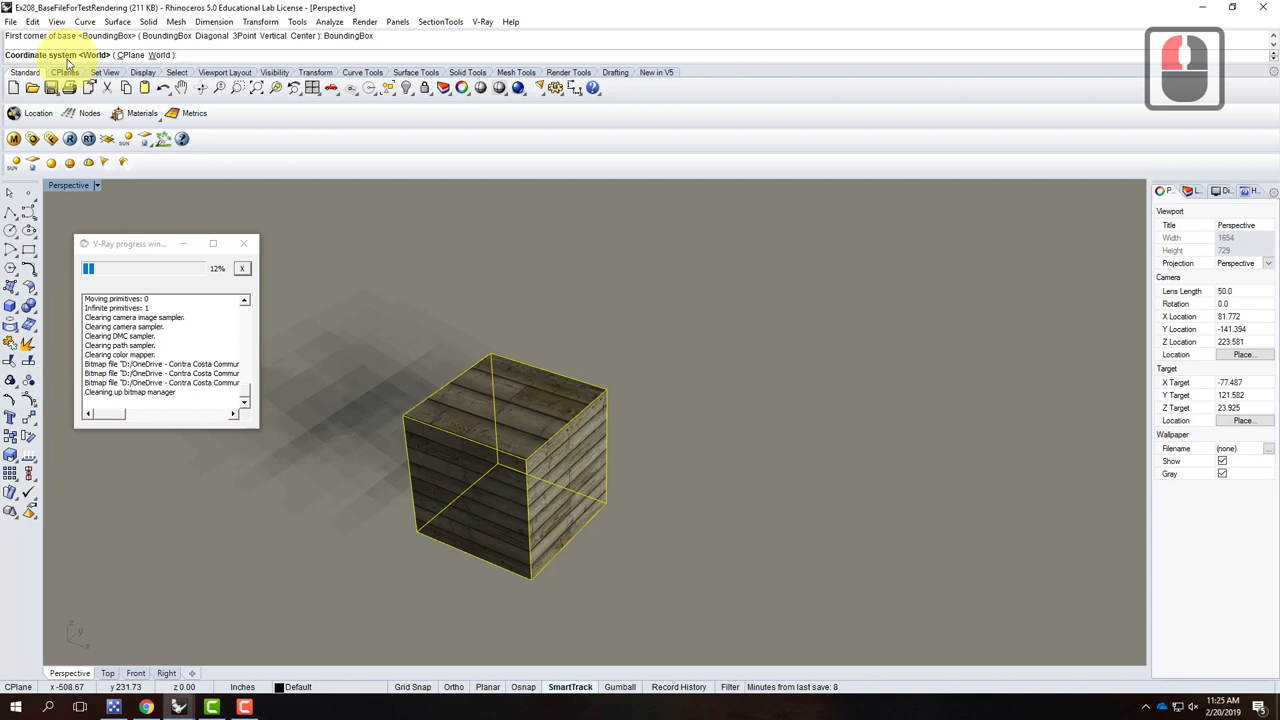 Ex208_BaseFileForTestRendering (211 KB) - Rhinoceros 5.0 Educational Lab License - [Perspective]
File Edit View Curve Surface Solid Mesh Dimension Transform Tools Analyze Render Panels SectionTools V-Ray Help
First corner of base <BoundingBox> ( BoundingBox Diagonal 3Point Vertical Center ): BoundingBox
Coordinate system <World> ( CPlane World ):
Standard CPlanes Set View Display Select Viewport Layout Visibility Transform Curve Tools Surface Tools Solid Tools Mesh Tools Render Tools Drafting New in V5
Location Nodes Materials Metrics
M R RT SUN
SUN
Perspective
P... L... Di... H...
Viewport
Title Perspective
Width 1654
Height 729
Projection Perspective
Camera
Lens Length 50.0
Rotation 0.0
X Location 81.772
Y Location -141.394
Z Location 223.581
Location Place...
Target
X Target -77.487
Y Target 121.582
Z Target 23.925
Location Place...
Wallpaper
Filename (none) ...
Show
Gray
V-Ray progress win...
12% X
Moving primitives: 0
Infinite primitives: 1
Clearing camera image sampler.
Clearing camera sampler.
Clearing DMC sampler.
Clearing path sampler.
Clearing color mapper.
Bitmap file "D:/OneDrive - Contra Costa Commur
Bitmap file "D:/OneDrive - Contra Costa Commur
Bitmap file "D:/OneDrive - Contra Costa Commur
Cleaning up bitmap manager
z
y
x
Perspective Top Front Right
CPlane x -508.67 y 231.73 z 0.00 Inches Default Grid Snap Ortho Planar Osnap SmartTrack Gumball Record History Filter Minutes from last save: 8
11:25 AM
2/20/2019
5